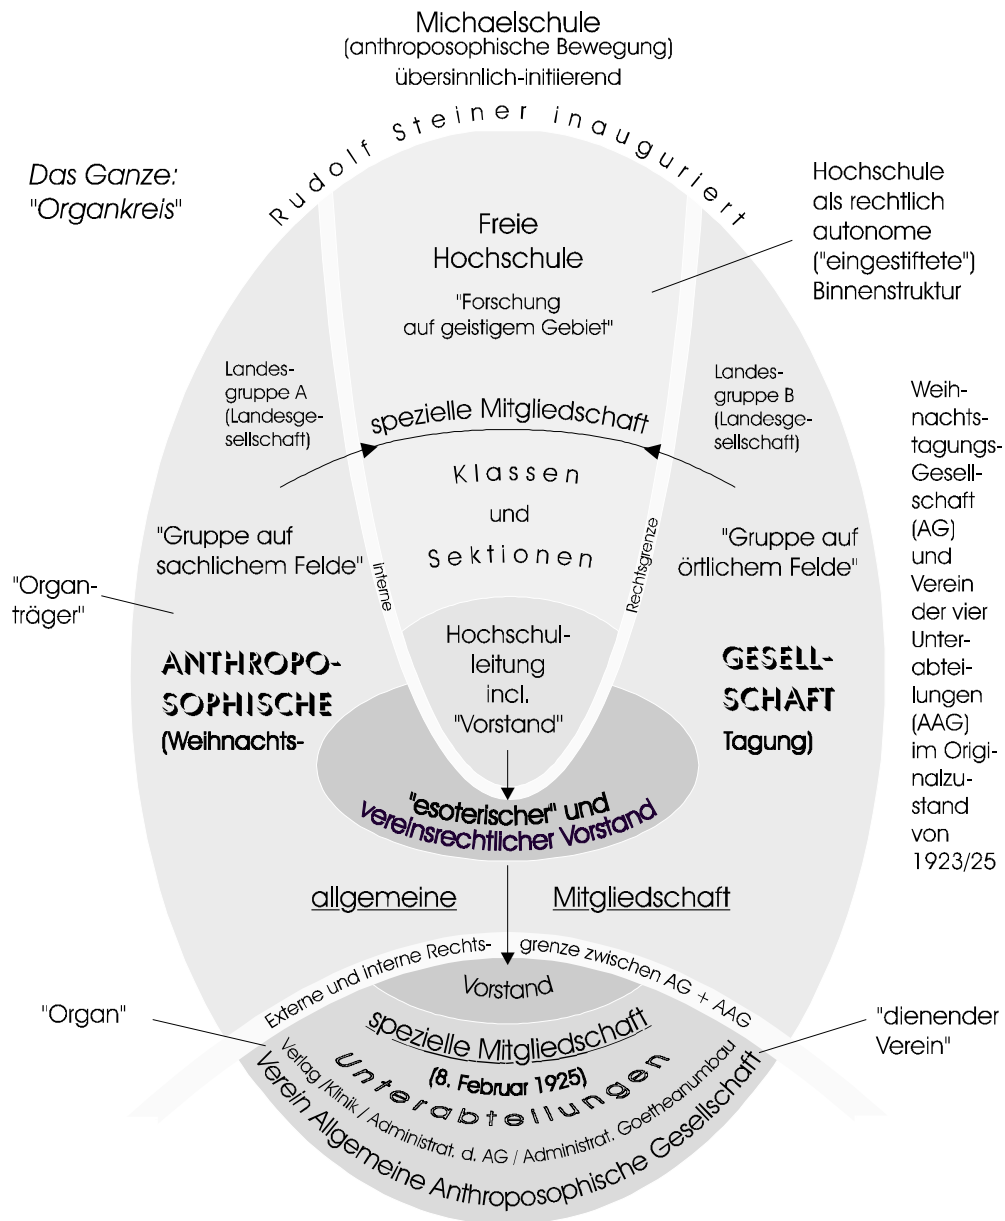 Michaelschule
(anthroposophische Bewegung)
übersinnlich-initiierend
Rudolf Steiner inauguriert
Das Ganze:
"Organkreis"
Hochschule
als rechtlich
autonome
("eingestiftete")
Binnenstruktur
Freie
Hochschule
"Forschung
auf geistigem Gebiet"
Landes-
gruppe A
(Landesge-
sellschaft)
Landes-
gruppe B
(Landesge-
sellschaft)
spezielle Mitgliedschaft
Klassen
und
Sektionen
"Gruppe auf
sachlichem Felde"
"Gruppe auf
örtlichem Felde"
interne
Rechtsgrenze
"Organ-
träger"
Weih-
nachts-
tagungs-
Gesell-
schaft
(AG)
und
Verein
der vier
Unter-
abtei-
lungen
(AAG)
im Origi-
nalzu-
stand
von
1923/25
ANTHROPO-
SOPHISCHE
(Weihnachts-
GESELL-
SCHAFT
Tagung)
Hochschul-
leitung
incl.
"Vorstand"
"esoterischer" und
vereinsrechtlicher Vorstand
allgemeine Mitgliedschaft
Externe und interne Rechts- grenze zwischen AG + AAG
"Organ"
"dienender
Verein"
Vorstand
spezielle Mitgliedschaft
(8. Februar 1925)
Unterabteilungen
Verlag /Klinik / Administrat. d. AG / Administrat. Goetheanumbau
Verein Allgemeine Anthroposophische Gesellschaft